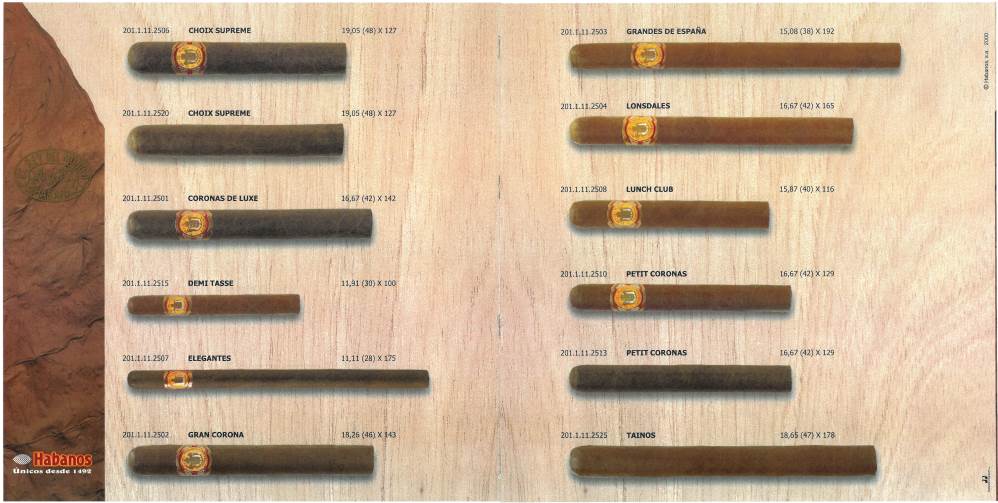 201.1.11.2506 CHOIX SUPREME 19,05 (48) X 127
201.1.11.2520 CHOIX SUPREME 19,05 (48) X 127
201.1.11.2501 CORONAS DE LUXE 16,67 (42) X 142
201.1.11.2515 DEMI TASSE 11,91 (30) X 100
201.1.11.2507 ELEGANTES 11,11 (28) X 175
201.1.11.2502 GRAN CORONA 18,26 (46) X 143
Habanos
Únicos desde 1492
201.1.11.2503 GRANDES DE ESPAÑA 15,08 (38) X 192
201.1.11.2504 LONSDALES 16,67 (42) X 165
201.1.11.2508 LUNCH CLUB 15,87 (40) X 116
201.1.11.2510 PETIT CORONAS 16,67 (42) X 129
201.1.11.2513 PETIT CORONAS 16,67 (42) X 129
201.1.11.2525 TAINOS 18,65 (47) X 178
© Habanos, s.a. 2000